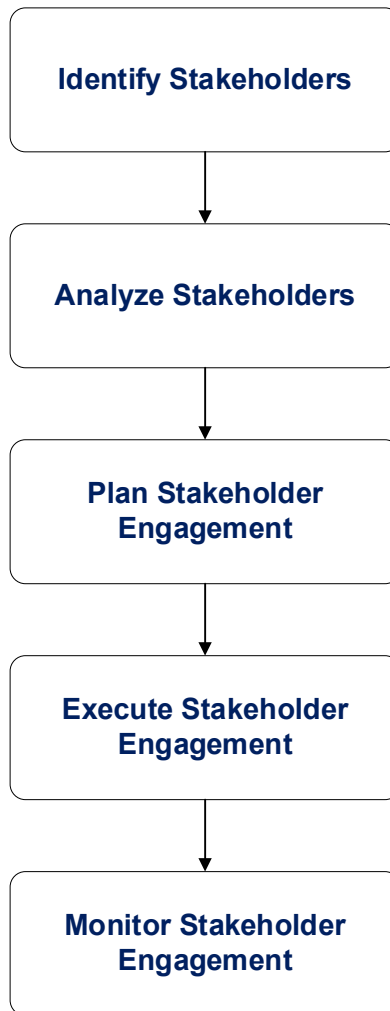 Identify Stakeholders
Analyze Stakeholders
Plan Stakeholder
Engagement
Execute Stakeholder
Engagement
Monitor Stakeholder
Engagement